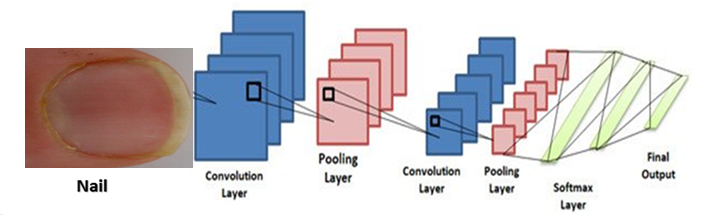 Nail
Convolution
Layer
Pooling
Layer
Convolution
Layer
Pooling
Layer
Softmax
Layer
Final
Output